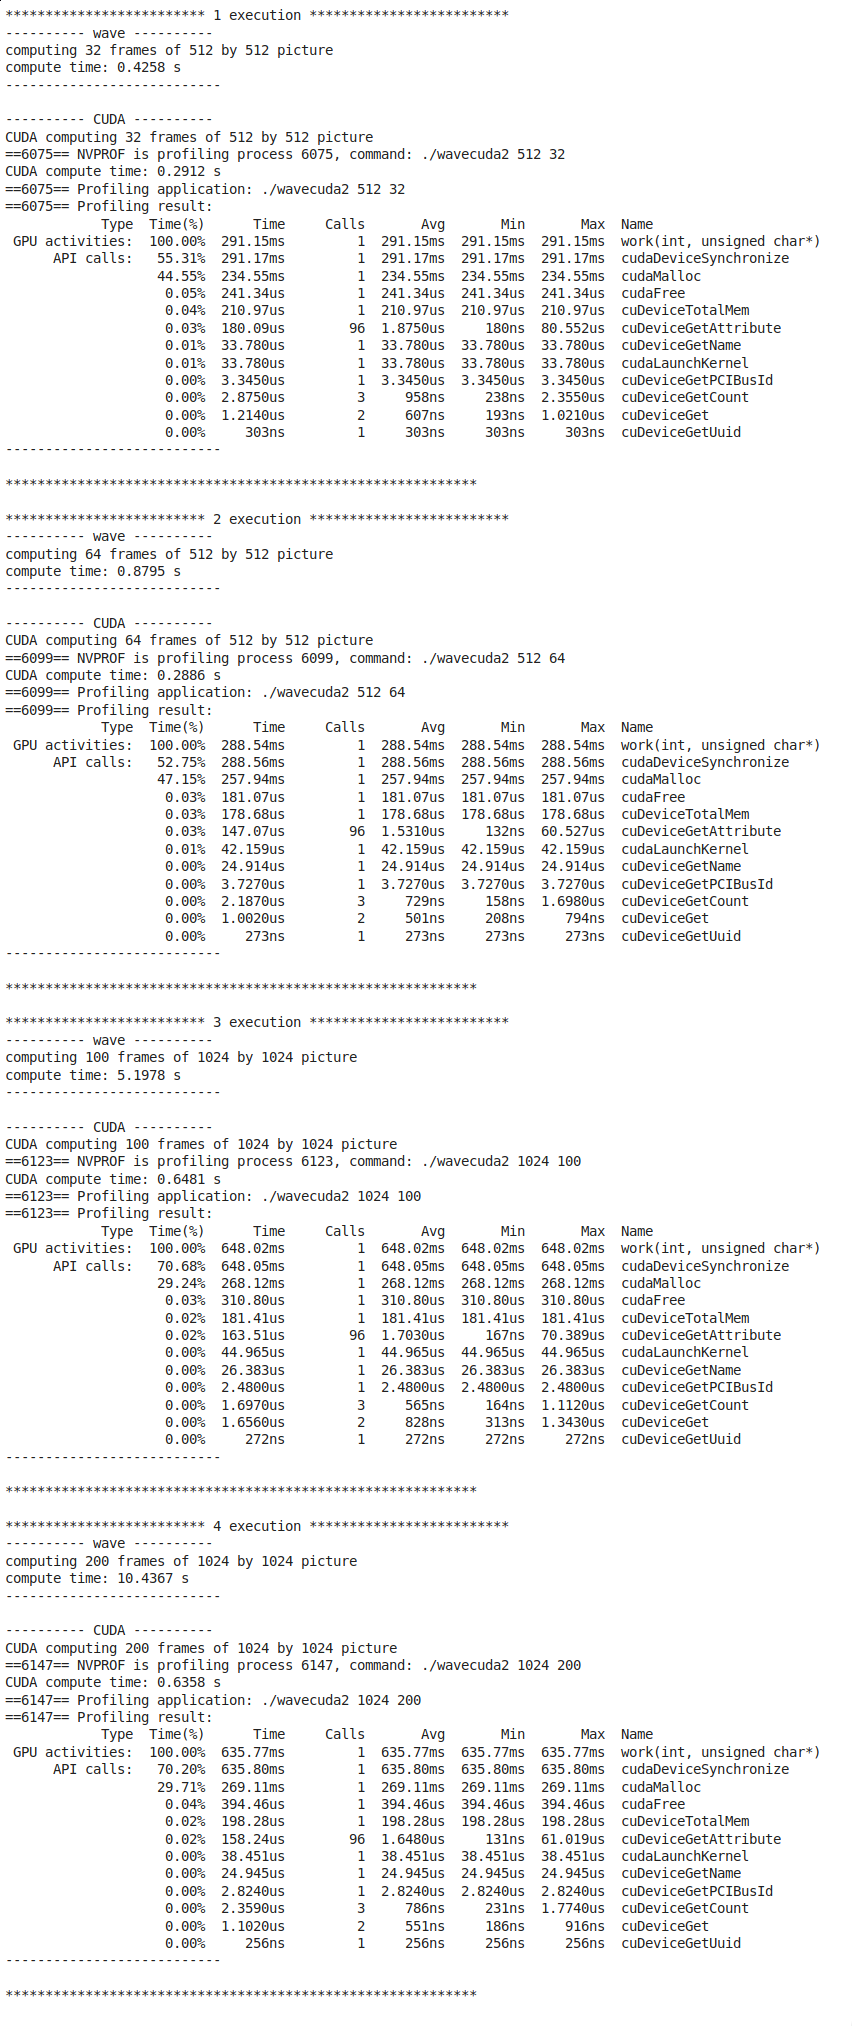 ************************* 1 execution *************************
---------- wave ----------
computing 32 frames of 512 by 512 picture
compute time: 0.4258 s
---------------------------
---------- CUDA ----------
CUDA computing 32 frames of 512 by 512 picture
==6075== NVPROF is profiling process 6075, command: ./wavecuda2 512 32
CUDA compute time: 0.2912 s
==6075== Profiling application: ./wavecuda2 512 32
==6075== Profiling result:
            Type  Time(%)      Time     Calls       Avg       Min       Max  Name
 GPU activities:  100.00%  291.15ms         1  291.15ms  291.15ms  291.15ms  work(int, unsigned char*)
      API calls:   55.31%  291.17ms         1  291.17ms  291.17ms  291.17ms  cudaDeviceSynchronize
                   44.55%  234.55ms         1  234.55ms  234.55ms  234.55ms  cudaMalloc
                    0.05%  241.34us         1  241.34us  241.34us  241.34us  cudaFree
                    0.04%  210.97us         1  210.97us  210.97us  210.97us  cuDeviceTotalMem
                    0.03%  180.09us        96  1.8750us     180ns  80.552us  cuDeviceGetAttribute
                    0.01%  33.780us         1  33.780us  33.780us  33.780us  cuDeviceGetName
                    0.01%  33.780us         1  33.780us  33.780us  33.780us  cudaLaunchKernel
                    0.00%  3.3450us         1  3.3450us  3.3450us  3.3450us  cuDeviceGetPCIBusId
                    0.00%  2.8750us         3     958ns     238ns  2.3550us  cuDeviceGetCount
                    0.00%  1.2140us         2     607ns     193ns  1.0210us  cuDeviceGet
                    0.00%     303ns         1     303ns     303ns     303ns  cuDeviceGetUuid
---------------------------
***********************************************************
************************* 2 execution *************************
---------- wave ----------
computing 64 frames of 512 by 512 picture
compute time: 0.8795 s
---------------------------
---------- CUDA ----------
CUDA computing 64 frames of 512 by 512 picture
==6099== NVPROF is profiling process 6099, command: ./wavecuda2 512 64
CUDA compute time: 0.2886 s
==6099== Profiling application: ./wavecuda2 512 64
==6099== Profiling result:
            Type  Time(%)      Time     Calls       Avg       Min       Max  Name
 GPU activities:  100.00%  288.54ms         1  288.54ms  288.54ms  288.54ms  work(int, unsigned char*)
      API calls:   52.75%  288.56ms         1  288.56ms  288.56ms  288.56ms  cudaDeviceSynchronize
                   47.15%  257.94ms         1  257.94ms  257.94ms  257.94ms  cudaMalloc
                    0.03%  181.07us         1  181.07us  181.07us  181.07us  cudaFree
                    0.03%  178.68us         1  178.68us  178.68us  178.68us  cuDeviceTotalMem
                    0.03%  147.07us        96  1.5310us     132ns  60.527us  cuDeviceGetAttribute
                    0.01%  42.159us         1  42.159us  42.159us  42.159us  cudaLaunchKernel
                    0.00%  24.914us         1  24.914us  24.914us  24.914us  cuDeviceGetName
                    0.00%  3.7270us         1  3.7270us  3.7270us  3.7270us  cuDeviceGetPCIBusId
                    0.00%  2.1870us         3     729ns     158ns  1.6980us  cuDeviceGetCount
                    0.00%  1.0020us         2     501ns     208ns     794ns  cuDeviceGet
                    0.00%     273ns         1     273ns     273ns     273ns  cuDeviceGetUuid
---------------------------
***********************************************************
************************* 3 execution *************************
---------- wave ----------
computing 100 frames of 1024 by 1024 picture
compute time: 5.1978 s
---------------------------
---------- CUDA ----------
CUDA computing 100 frames of 1024 by 1024 picture
==6123== NVPROF is profiling process 6123, command: ./wavecuda2 1024 100
CUDA compute time: 0.6481 s
==6123== Profiling application: ./wavecuda2 1024 100
==6123== Profiling result:
            Type  Time(%)      Time     Calls       Avg       Min       Max  Name
 GPU activities:  100.00%  648.02ms         1  648.02ms  648.02ms  648.02ms  work(int, unsigned char*)
      API calls:   70.68%  648.05ms         1  648.05ms  648.05ms  648.05ms  cudaDeviceSynchronize
                   29.24%  268.12ms         1  268.12ms  268.12ms  268.12ms  cudaMalloc
                    0.03%  310.80us         1  310.80us  310.80us  310.80us  cudaFree
                    0.02%  181.41us         1  181.41us  181.41us  181.41us  cuDeviceTotalMem
                    0.02%  163.51us        96  1.7030us     167ns  70.389us  cuDeviceGetAttribute
                    0.00%  44.965us         1  44.965us  44.965us  44.965us  cudaLaunchKernel
                    0.00%  26.383us         1  26.383us  26.383us  26.383us  cuDeviceGetName
                    0.00%  2.4800us         1  2.4800us  2.4800us  2.4800us  cuDeviceGetPCIBusId
                    0.00%  1.6970us         3     565ns     164ns  1.1120us  cuDeviceGetCount
                    0.00%  1.6560us         2     828ns     313ns  1.3430us  cuDeviceGet
                    0.00%     272ns         1     272ns     272ns     272ns  cuDeviceGetUuid
---------------------------
***********************************************************
************************* 4 execution *************************
---------- wave ----------
computing 200 frames of 1024 by 1024 picture
compute time: 10.4367 s
---------------------------
---------- CUDA ----------
CUDA computing 200 frames of 1024 by 1024 picture
==6147== NVPROF is profiling process 6147, command: ./wavecuda2 1024 200
CUDA compute time: 0.6358 s
==6147== Profiling application: ./wavecuda2 1024 200
==6147== Profiling result:
            Type  Time(%)      Time     Calls       Avg       Min       Max  Name
 GPU activities:  100.00%  635.77ms         1  635.77ms  635.77ms  635.77ms  work(int, unsigned char*)
      API calls:   70.20%  635.80ms         1  635.80ms  635.80ms  635.80ms  cudaDeviceSynchronize
                   29.71%  269.11ms         1  269.11ms  269.11ms  269.11ms  cudaMalloc
                    0.04%  394.46us         1  394.46us  394.46us  394.46us  cudaFree
                    0.02%  198.28us         1  198.28us  198.28us  198.28us  cuDeviceTotalMem
                    0.02%  158.24us        96  1.6480us     131ns  61.019us  cuDeviceGetAttribute
                    0.00%  38.451us         1  38.451us  38.451us  38.451us  cudaLaunchKernel
                    0.00%  24.945us         1  24.945us  24.945us  24.945us  cuDeviceGetName
                    0.00%  2.8240us         1  2.8240us  2.8240us  2.8240us  cuDeviceGetPCIBusId
                    0.00%  2.3590us         3     786ns     231ns  1.7740us  cuDeviceGetCount
                    0.00%  1.1020us         2     551ns     186ns     916ns  cuDeviceGet
                    0.00%     256ns         1     256ns     256ns     256ns  cuDeviceGetUuid
---------------------------
***********************************************************